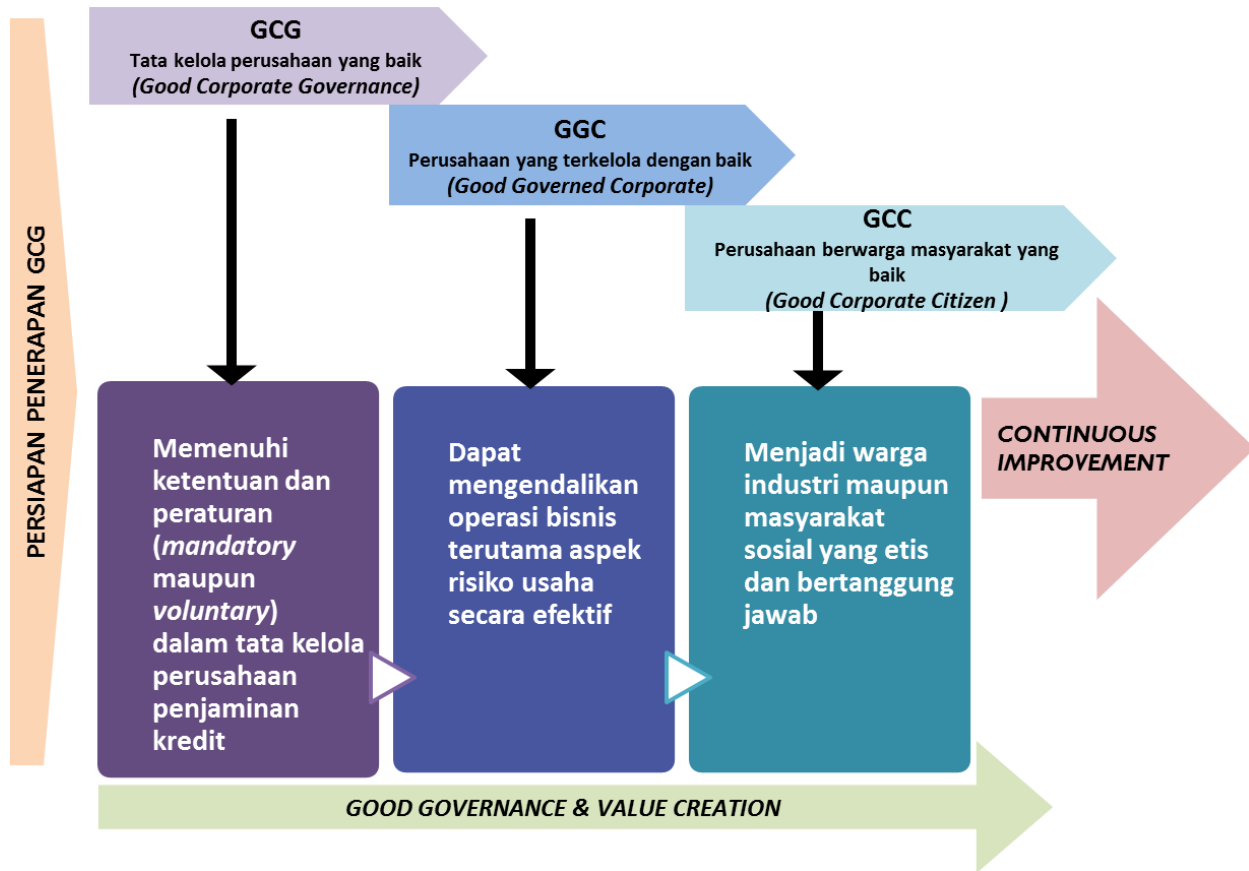 PERSIAPAN PENERAPAN GCG
GCG
Tata kelola perusahaan yang baik
(Good Corporate Governance)
GGC
Perusahaan yang terkelola dengan baik
(Good Governed Corporate)
GCC
Perusahaan berwarga masyarakat yang
baik
(Good Corporate Citizen )
Memenuhi
ketentuan dan
peraturan
(mandatory
maupun
voluntary)
dalam tata kelola
perusahaan
penjaminan
kredit
Dapat
mengendalikan
operasi bisnis
terutama aspek
risiko usaha
secara efektif
Menjadi warga
industri maupun
masyarakat
sosial yang etis
dan bertanggung
jawab
CONTINUOUS
IMPROVEMENT
GOOD GOVERNANCE & VALUE CREATION